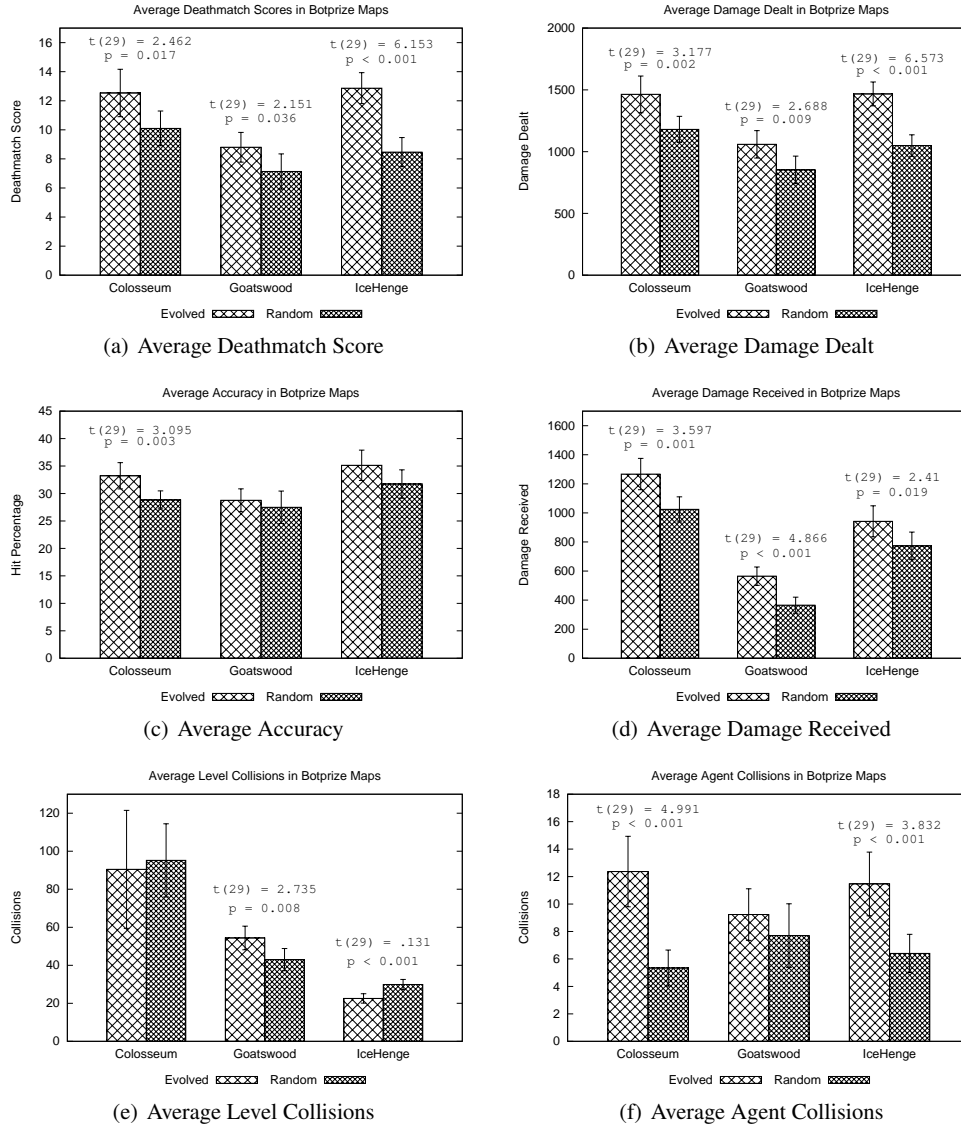 Average Deathmatch Scores in Botprize Maps
Deathmatch Score
16
14
12
10
8
6
4
2
0
t(29) = 2.462
p = 0.017
t(29) = 2.151
p = 0.036
t(29) = 6.153
p < 0.001
Colosseum Goatswood IceHenge
Evolved Random
(a) Average Deathmatch Score
Average Damage Dealt in Botprize Maps
Damage Dealt
2000
1500
1000
500
0
t(29) = 3.177
p = 0.002
t(29) = 2.688
p = 0.009
t(29) = 6.573
p < 0.001
Colosseum Goatswood IceHenge
Evolved Random
(b) Average Damage Dealt
Average Accuracy in Botprize Maps
Hit Percentage
45
40
35
30
25
20
15
10
5
0
t(29) = 3.095
p = 0.003
Colosseum Goatswood IceHenge
Evolved Random
(c) Average Accuracy
Average Damage Received in Botprize Maps
Damage Received
1600
1400
1200
1000
800
600
400
200
0
t(29) = 3.597
p = 0.001
t(29) = 4.866
p < 0.001
t(29) = 2.41
p = 0.019
Colosseum Goatswood IceHenge
Evolved Random
(d) Average Damage Received
Average Level Collisions in Botprize Maps
Collisions
120
100
80
60
40
20
0
t(29) = 2.735
p = 0.008
t(29) = .131
p < 0.001
Colosseum Goatswood IceHenge
Evolved Random
(e) Average Level Collisions
Average Agent Collisions in Botprize Maps
Collisions
18
16
14
12
10
8
6
4
2
0
t(29) = 4.991
p < 0.001
t(29) = 3.832
p < 0.001
Colosseum Goatswood IceHenge
Evolved Random
(f) Average Agent Collisions